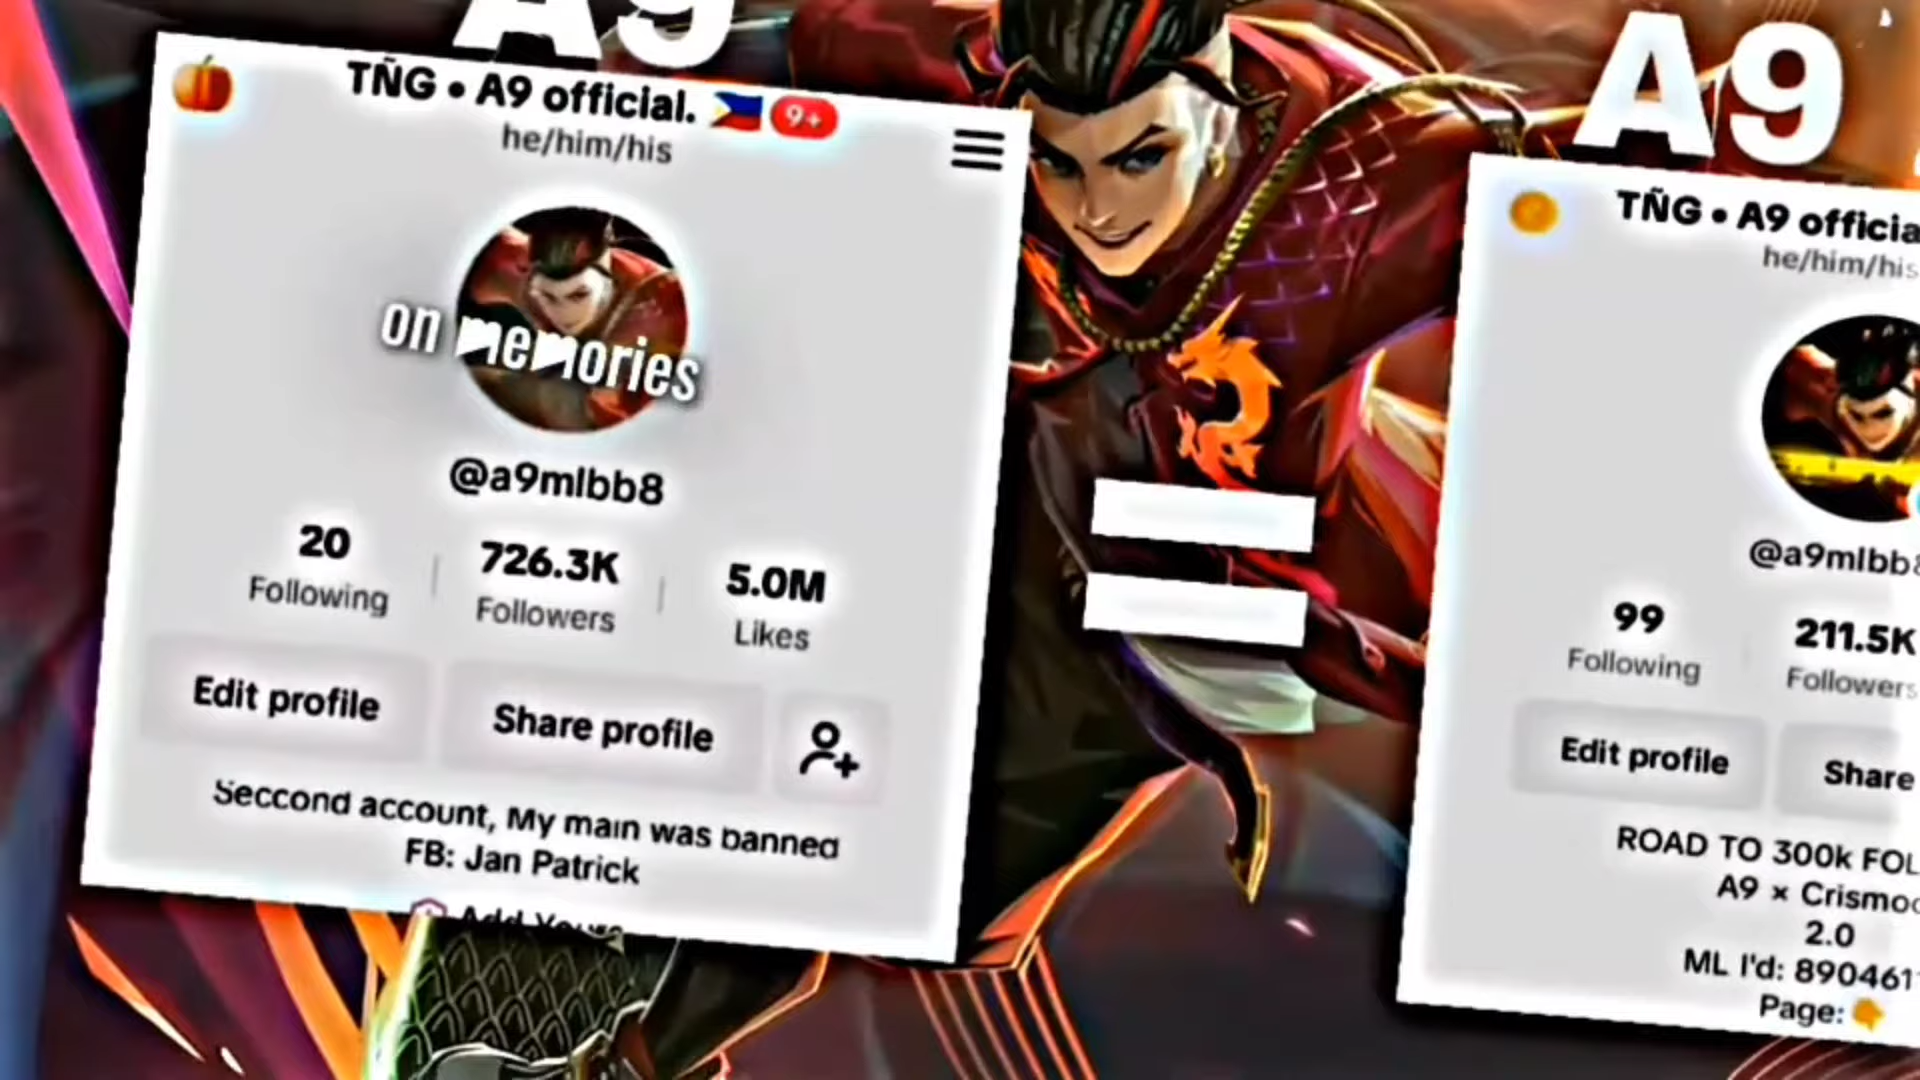 A9
TÑG • A9 official. 🇵🇭 9+
he/him/his
on memories
@a9mlbb8
20
Following
726.3K
Followers
5.0M
Likes
Edit profile
Share profile
Seccond account, My main was banned
FB: Jan Patrick
Add Yours
A9
TÑG • A9 officia
he/him/his
@a9mlbb8
99
Following
211.5K
Followers
Edit profile
Share
ROAD TO 300k FOL
A9 × Crismo
2.0
ML I'd: 890461
Page: 👇